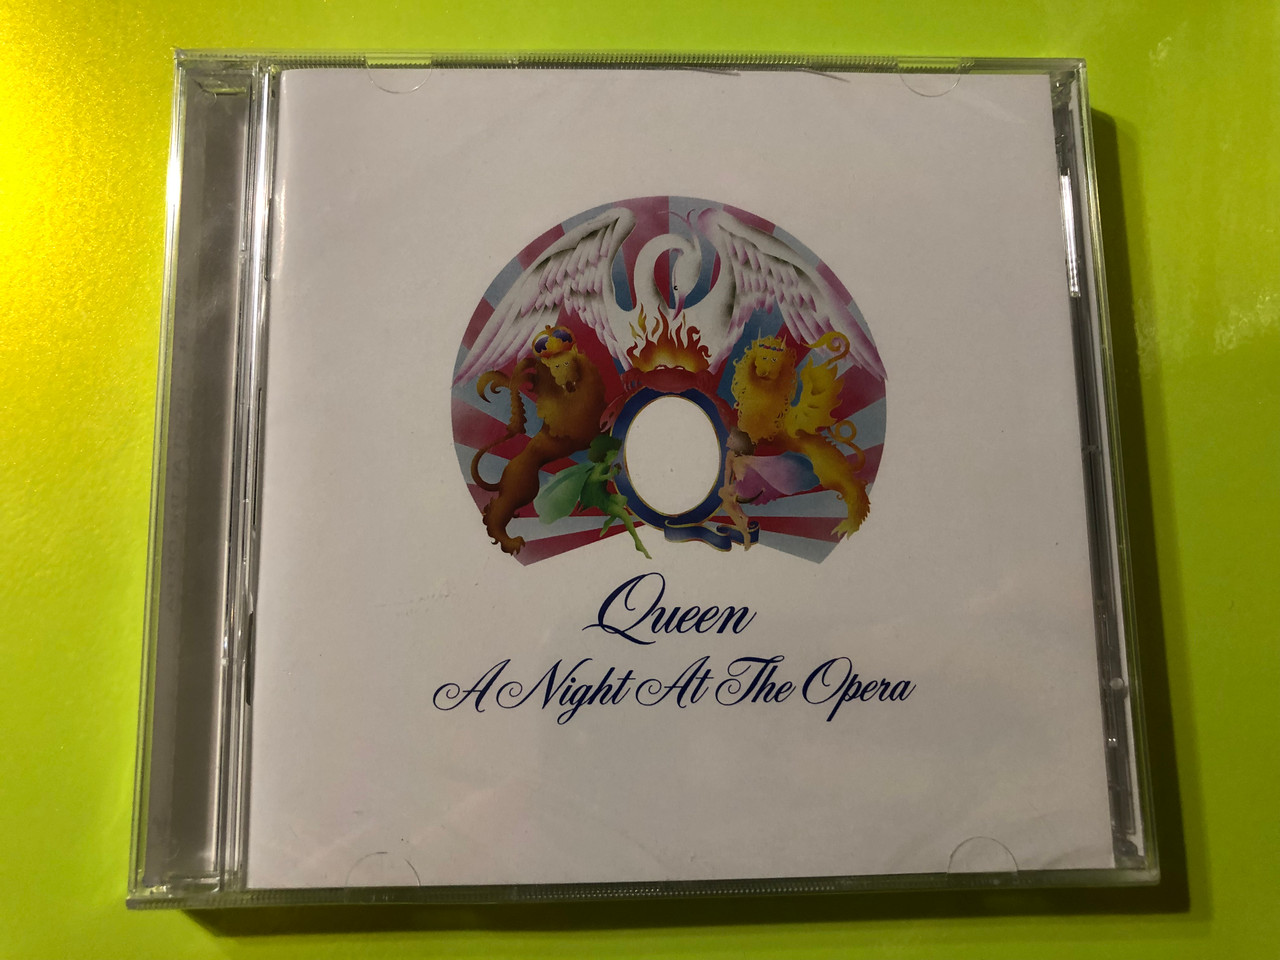 Queen
A Night At The Opera